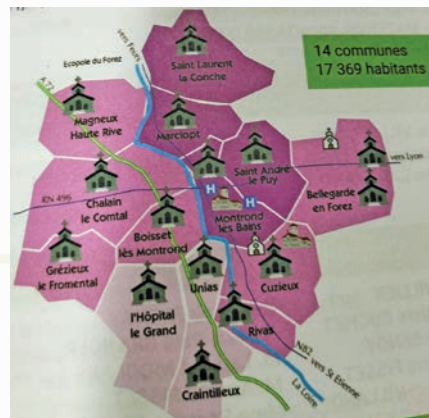 14 communes
17 369 habitants
Ecopole du Forez
vers Feurs
Saint Laurent
la Conche
A 72
Magneux
Haute Rive
Marclopt
Saint André
le Puy
vers Lyon
Chalain
le Comtal
RN 496
H
H
Bellegarde
en Forez
Montrond
les Bains
Boisset
lès Montrond
Grézieux
le Fromental
Unias
Cuzieux
l'Hôpital
le Grand
Rivas
N82
vers St Etienne
La Loire
Craintilleux